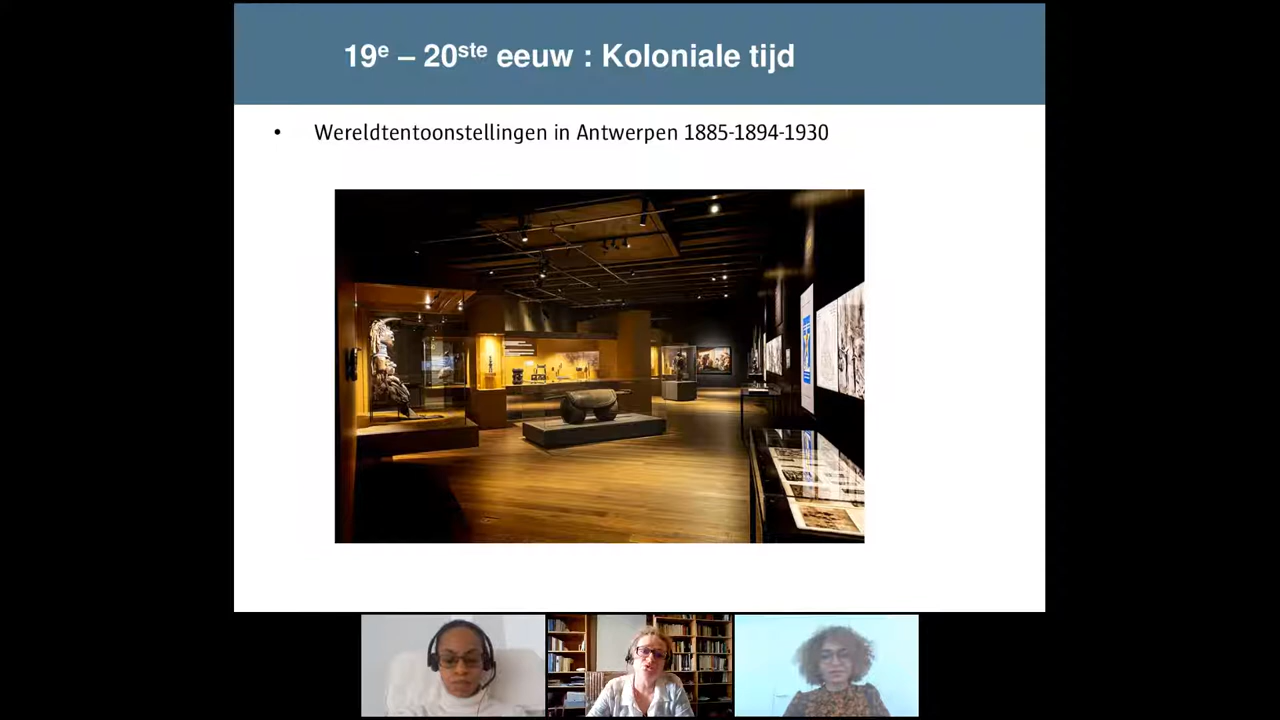 19e – 20ste eeuw : Koloniale tijd
• Wereldtentoonstellingen in Antwerpen 1885-1894-1930